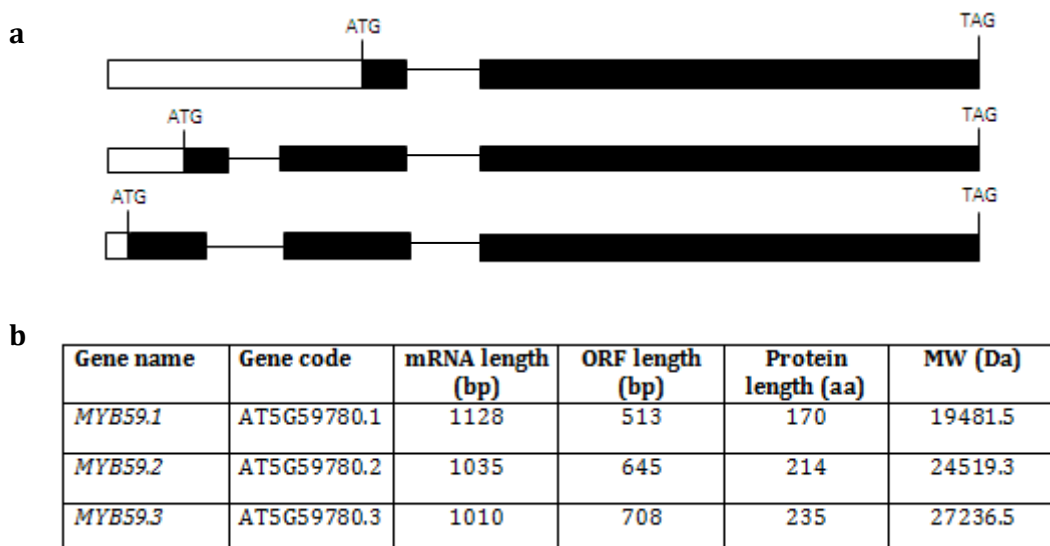 a
ATG
TAG
ATG
TAG
ATG
TAG
b
Gene name Gene code mRNA length (bp) ORF length (bp) Protein length (aa) MW (Da)
MYB59.1 AT5G59780.1 1128 513 170 19481.5
MYB59.2 AT5G59780.2 1035 645 214 24519.3
MYB59.3 AT5G59780.3 1010 708 235 27236.5